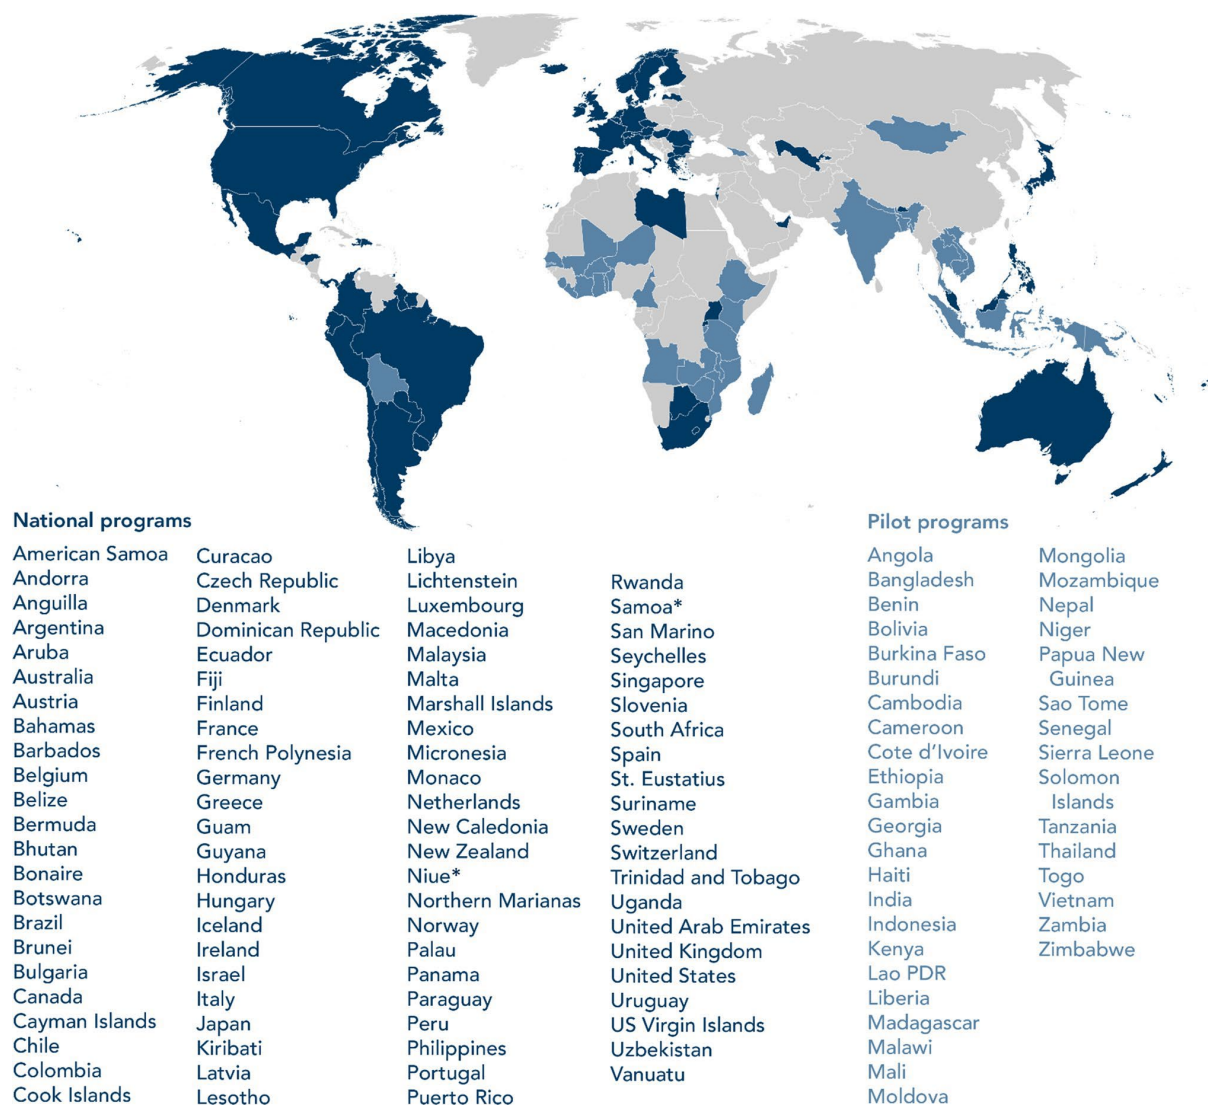 National programs
American Samoa
Andorra
Anguilla
Argentina
Aruba
Australia
Austria
Bahamas
Barbados
Belgium
Belize
Bermuda
Bhutan
Bonaire
Botswana
Brazil
Brunei
Bulgaria
Canada
Cayman Islands
Chile
Colombia
Cook Islands
Curacao
Czech Republic
Denmark
Dominican Republic
Ecuador
Fiji
Finland
France
French Polynesia
Germany
Greece
Guam
Guyana
Honduras
Hungary
Iceland
Ireland
Israel
Italy
Japan
Kiribati
Latvia
Lesotho
Libya
Lichtenstein
Luxembourg
Macedonia
Malaysia
Malta
Marshall Islands
Mexico
Micronesia
Monaco
Netherlands
New Caledonia
New Zealand
Niue*
Northern Marianas
Norway
Palau
Panama
Paraguay
Peru
Philippines
Portugal
Puerto Rico
Rwanda
Samoa*
San Marino
Seychelles
Singapore
Slovenia
South Africa
Spain
St. Eustatius
Suriname
Sweden
Switzerland
Trinidad and Tobago
Uganda
United Arab Emirates
United Kingdom
United States
Uruguay
US Virgin Islands
Uzbekistan
Vanuatu
Pilot programs
Angola
Bangladesh
Benin
Bolivia
Burkina Faso
Burundi
Cambodia
Cameroon
Cote d’Ivoire
Ethiopia
Gambia
Georgia
Ghana
Haiti
India
Indonesia
Kenya
Lao PDR
Liberia
Madagascar
Malawi
Mali
Moldova
Mongolia
Mozambique
Nepal
Niger
Papua New
Guinea
Sao Tome
Senegal
Sierra Leone
Solomon
Islands
Tanzania
Thailand
Togo
Vietnam
Zambia
Zimbabwe